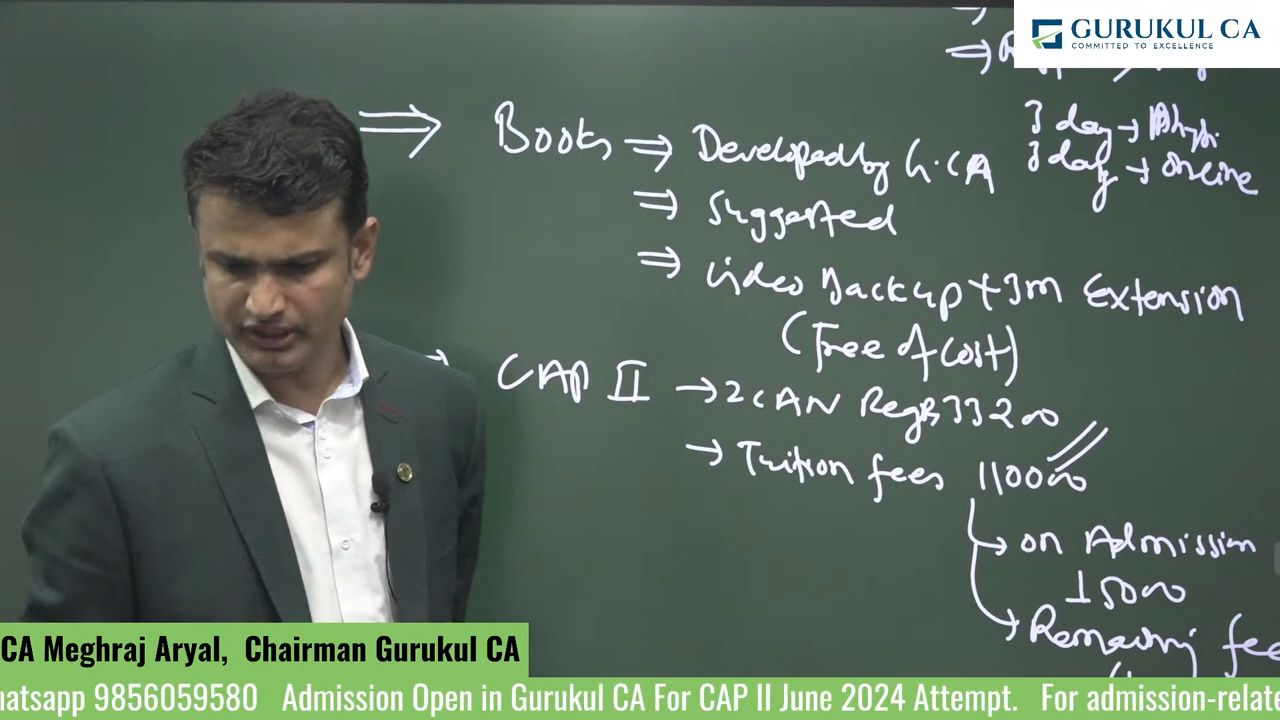 GURUKUL CA
COMMITTED TO EXCELLENCE
3 day → Physi.
3 day → online
⇒ Books ⇒ Developed by G.CA
⇒ Suggested
⇒ Video Backup + 3m Extension
(Free of Cost)
CAP II → ICAN Regn 33200
→ Tuition fees 110000
→ on Admission
15000
→ Remaining fee
CA Meghraj Aryal, Chairman Gurukul CA
hatsapp 9856059580 Admission Open in Gurukul CA For CAP II June 2024 Attempt. For admission-relate